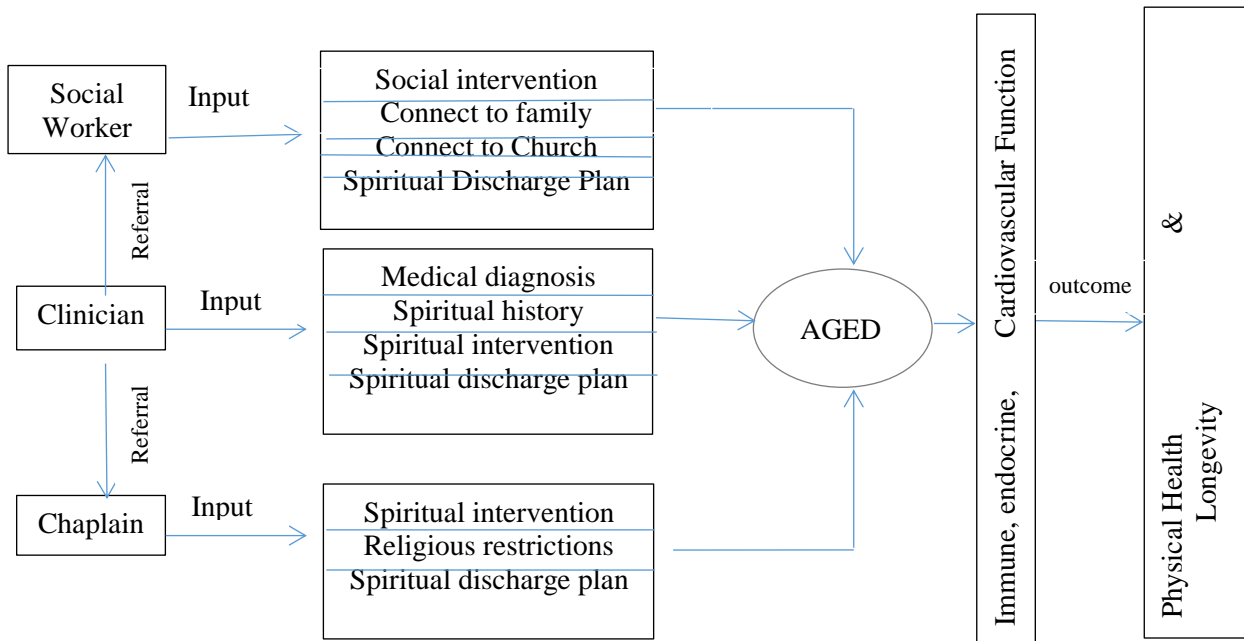 Social
Worker
Input
Social intervention
Connect to family
Connect to Church
Spiritual Discharge Plan
Referral
Clinician
Input
Medical diagnosis
Spiritual history
Spiritual intervention
Spiritual discharge plan
Referral
Chaplain
Input
Spiritual intervention
Religious restrictions
Spiritual discharge plan
AGED
Immune, endocrine, Cardiovascular Function
outcome
Physical Health &
Longevity